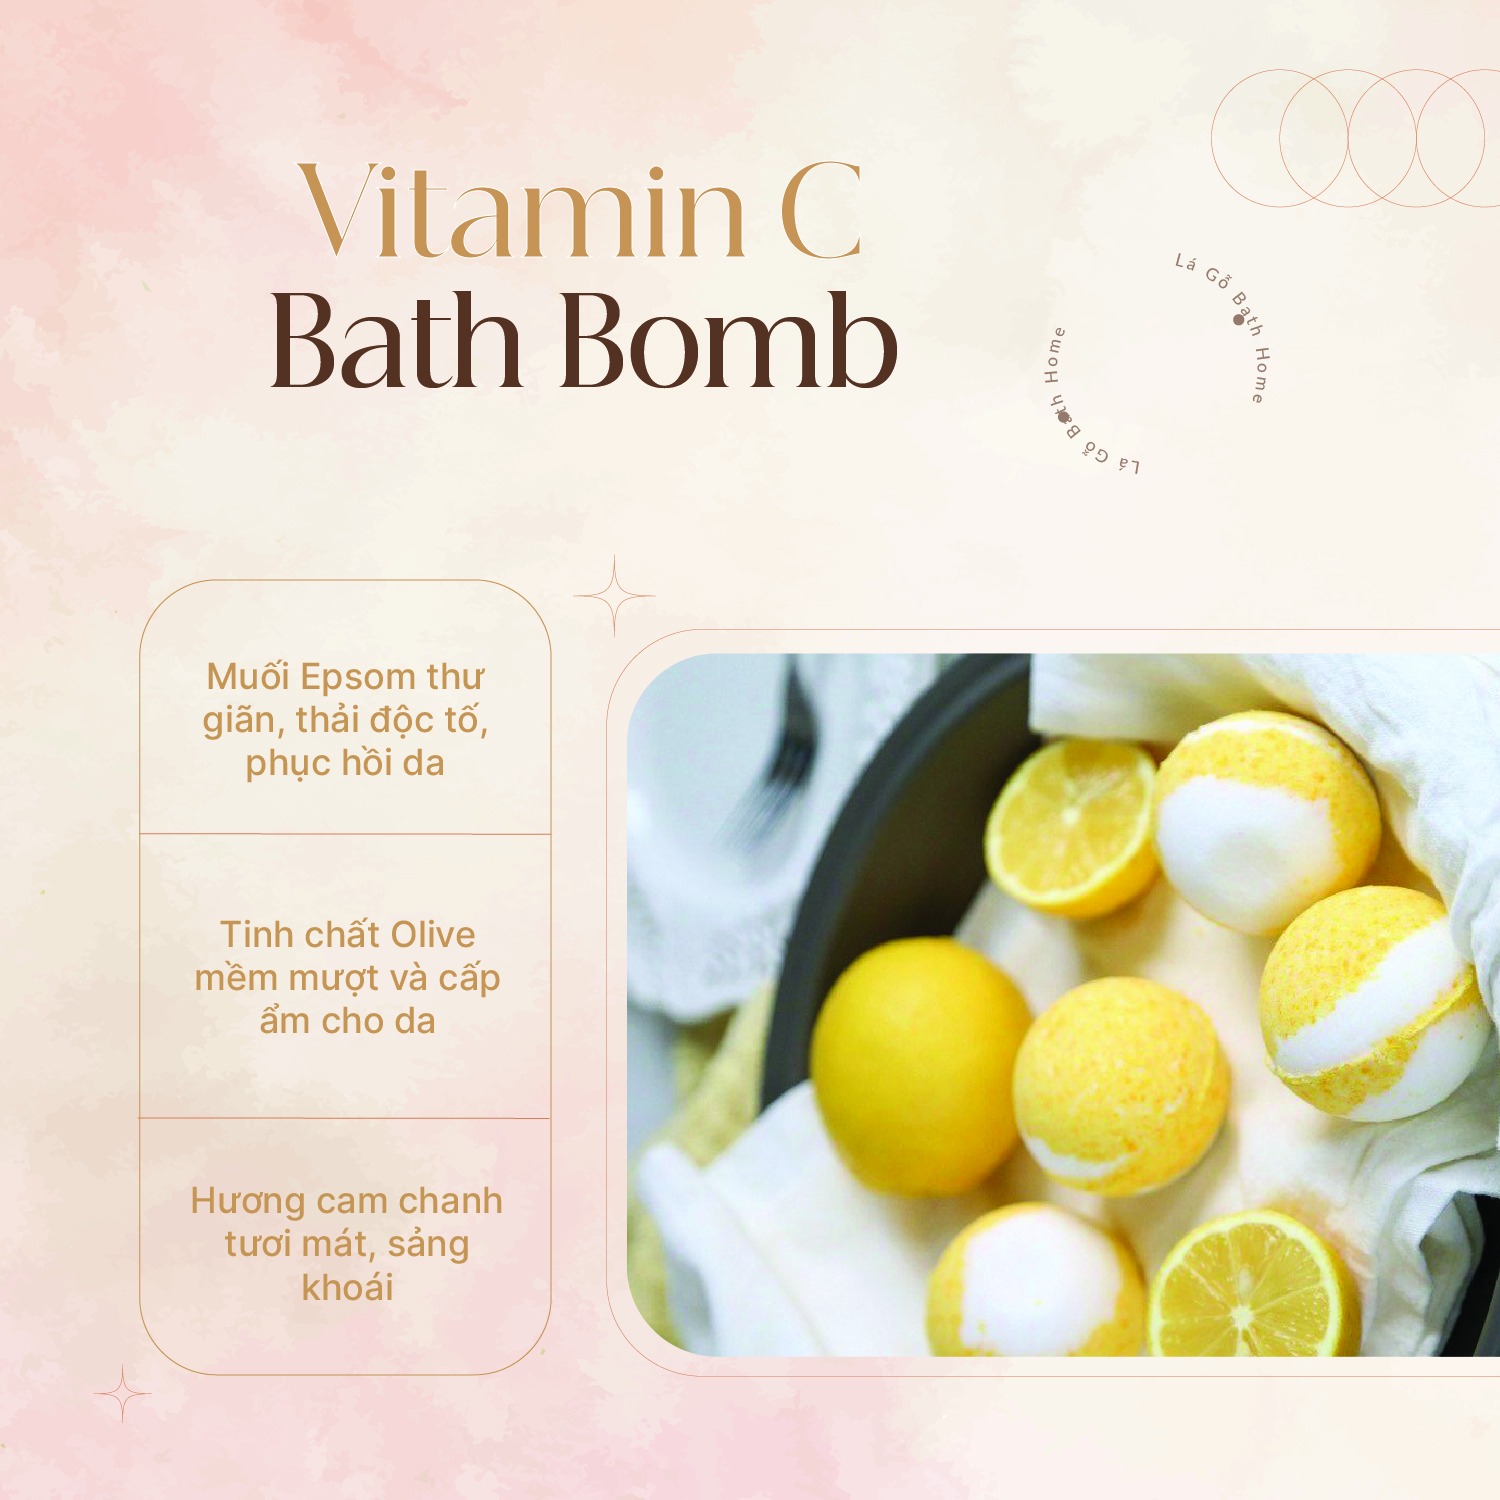 Vitamin C
Bath Bomb
Lá Gỗ Bath Home
Lá Gỗ Bath Home
Muối Epsom thư
giãn, thải độc tố,
phục hồi da
Tinh chất Olive
mềm mượt và cấp
ẩm cho da
Hương cam chanh
tươi mát, sảng
khoái